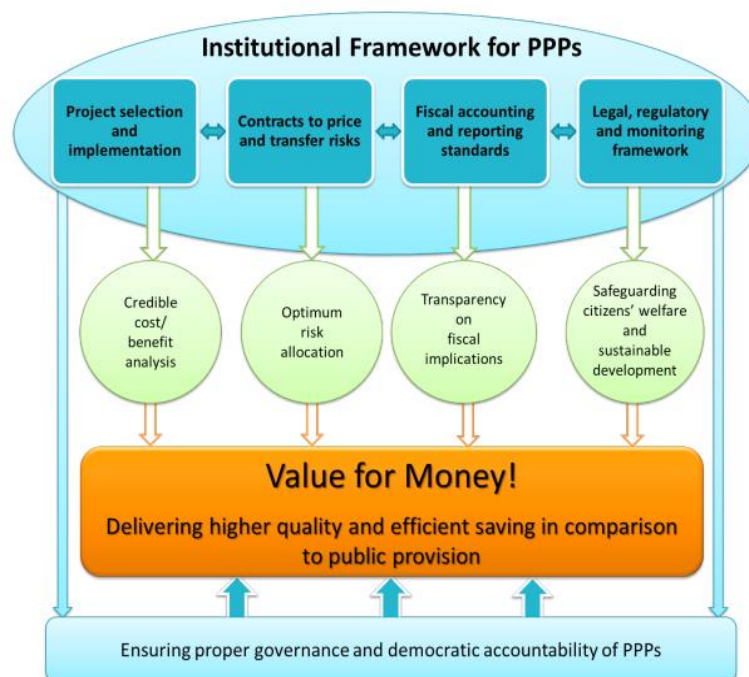 Institutional Framework for PPPs
Project selection
and
implementation
Contracts to price
and transfer risks
Fiscal accounting
and reporting
standards
Legal, regulatory
and monitoring
framework
Credible
cost/
benefit
analysis
Optimum
risk
allocation
Transparency
on
fiscal
implications
Safeguarding
citizens’ welfare
and
sustainable
development
Value for Money!
Delivering higher quality and efficient saving in comparison
to public provision
Ensuring proper governance and democratic accountability of PPPs